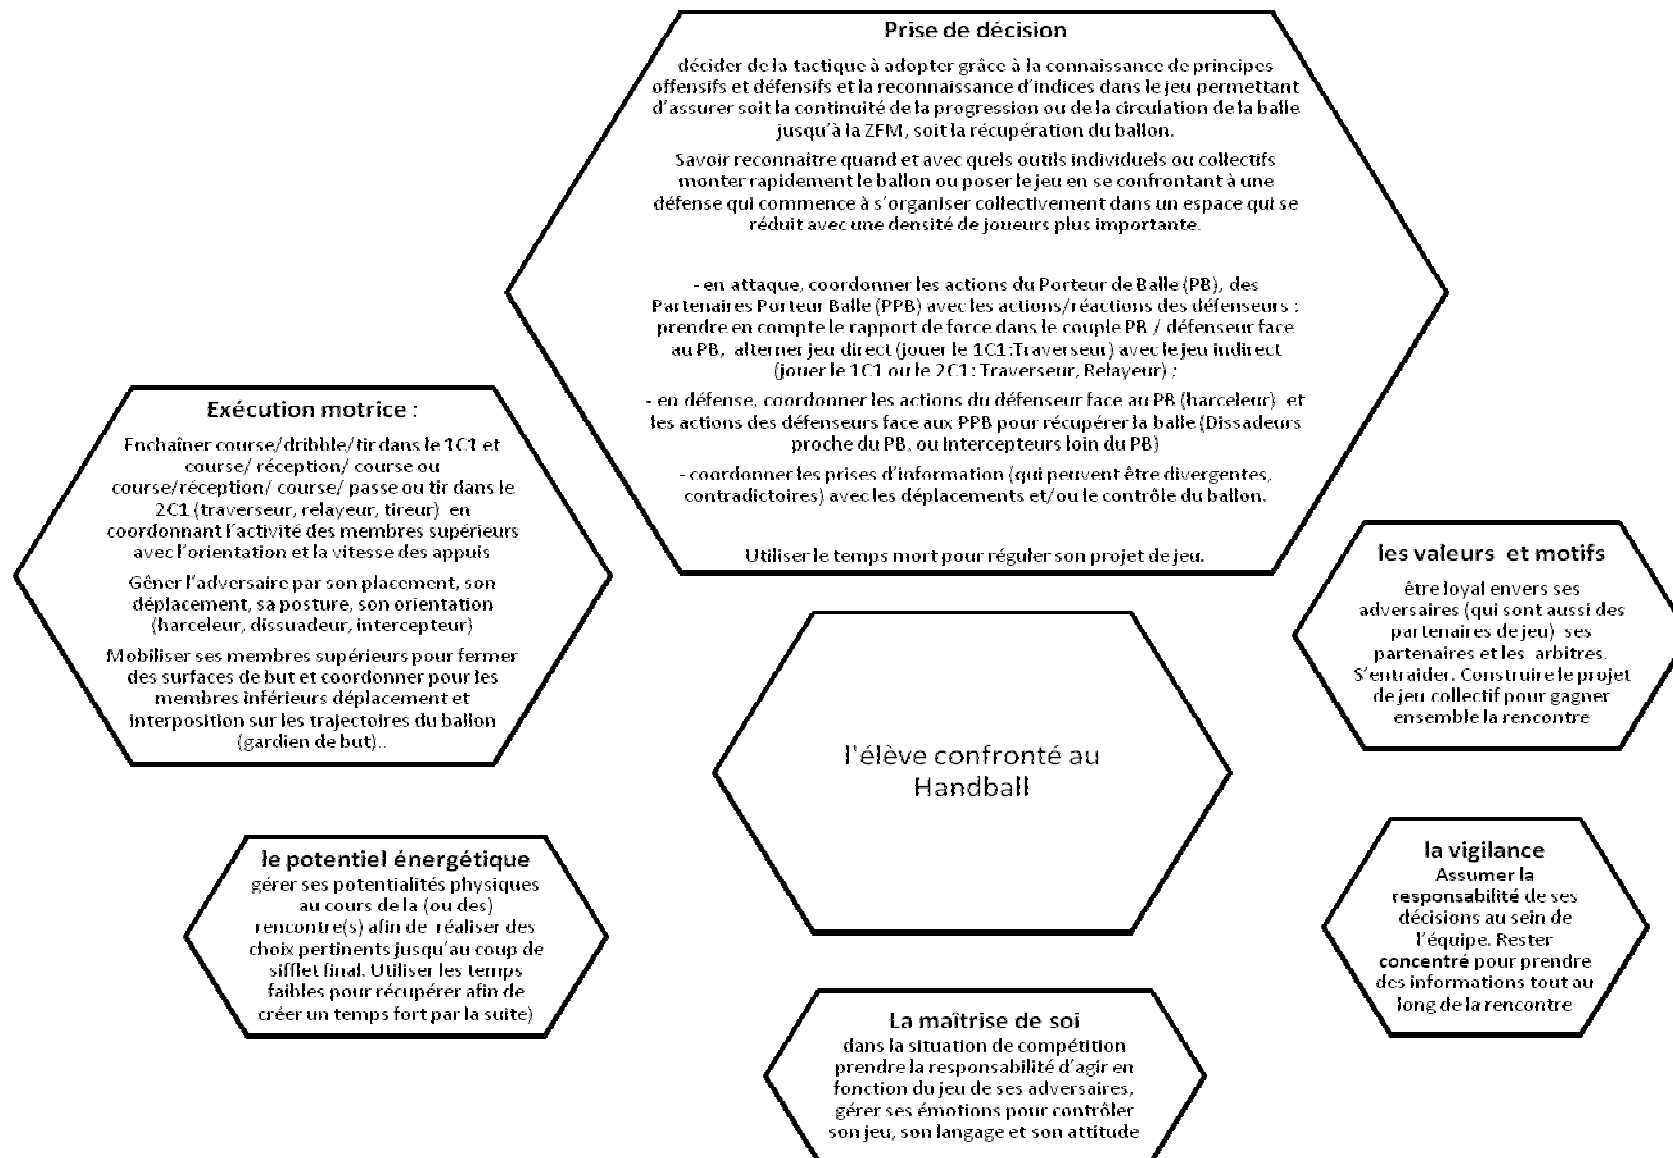 Prise de décision
décider de la tactique à adopter grâce à la connaissance de principes
offensifs et défensifs et la reconnaissance d'indices dans le jeu permettant
d'assurer soit la continuité de la progression ou de la circulation de la balle
jusqu'à la ZFM, soit la récupération du ballon.
Savoir reconnaître quand et avec quels outils individuels ou collectifs
monter rapidement le ballon ou poser le jeu en se confrontant à une
défense qui commence à s'organiser collectivement dans un espace qui se
réduit avec une densité de joueurs plus importante.
- en attaque, coordonner les actions du Porteur de Balle (PB), des
Partenaires Porteur Balle (PPB) avec les actions/réactions des défenseurs :
prendre en compte le rapport de force dans le couple PB / défenseur face
au PB, alterner jeu direct (jouer le 1C1:Traverseur) avec le jeu indirect
(jouer le 1C1 ou le 2C1: Traverseur, Relayeur) ;
- en défense, coordonner les actions du défenseur face au PB (harceleur) et
les actions des défenseurs face aux PPB pour récupérer la balle (Dissadeurs
proche du PB, ou Intercepteurs loin du PB)
- coordonner les prises d'information (qui peuvent être divergentes,
contradictoires) avec les déplacements et/ou le contrôle du ballon.
Utiliser le temps mort pour réguler son projet de jeu.
Exécution motrice :
Enchaîner course/dribble/tir dans le 1C1 et
course/ réception/ course ou
course/réception/ course/ passe ou tir dans le
2C1 (traverseur, relayeur, tireur) en
coordonnant l'activité des membres supérieurs
avec l'orientation et la vitesse des appuis
Gêner l'adversaire par son placement, son
déplacement, sa posture, son orientation
(harceleur, dissuadeur, intercepteur)
Mobiliser ses membres supérieurs pour fermer
des surfaces de but et coordonner pour les
membres inférieurs déplacement et
interposition sur les trajectoires du ballon
(gardien de but)..
les valeurs et motifs
être loyal envers ses
adversaires (qui sont aussi des
partenaires de jeu) ses
partenaires et les arbitres.
S'entraider. Construire le projet
de jeu collectif pour gagner
ensemble la rencontre
l'élève confronté au
Handball
le potentiel énergétique
gérer ses potentialités physiques
au cours de la (ou des)
rencontre(s) afin de réaliser des
choix pertinents jusqu'au coup de
sifflet final. Utiliser les temps
faibles pour récupérer afin de
créer un temps fort par la suite)
la vigilance
Assumer la
responsabilité de ses
décisions au sein de
l'équipe. Rester
concentré pour prendre
des informations tout au
long de la rencontre
La maîtrise de soi
dans la situation de compétition
prendre la responsabilité d'agir en
fonction du jeu de ses adversaires,
gérer ses émotions pour contrôler
son jeu, son langage et son attitude